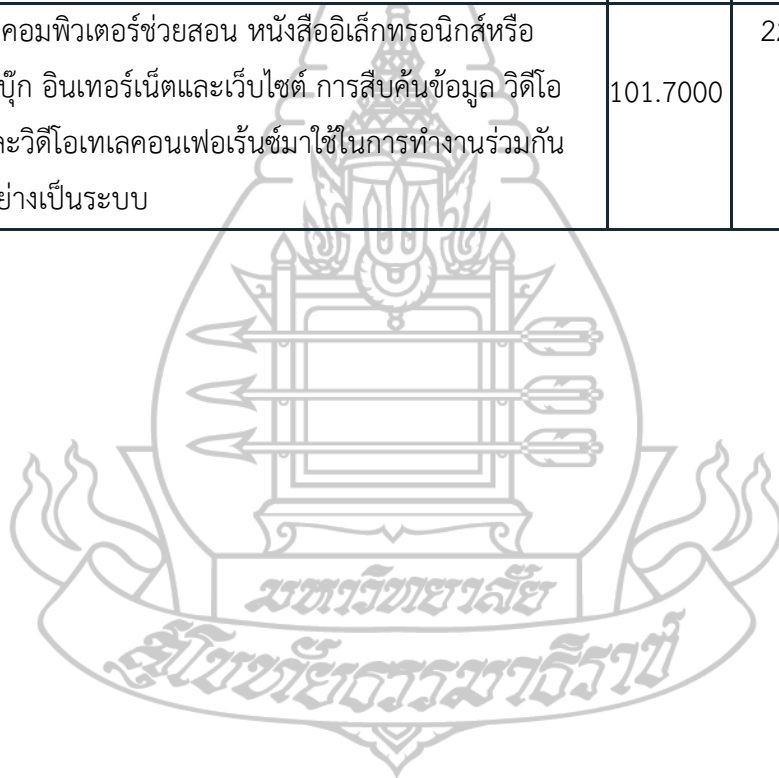 คอมพิวเตอร์ช่วยสอน หนังสืออิเล็กทรอนิกส์หรือ
บุ๊ก อินเทอร์เน็ตและเว็บไซต์ การสืบค้นข้อมูล วิดีโอ
101.7000
ละวิดีโอเทเลคอนเฟอเร้นซ์มาใช้ในการทำงานร่วมกัน
ย่างเป็นระบบ
มหาวิทยาลัย
สุโขทัยธรรมาธิราช